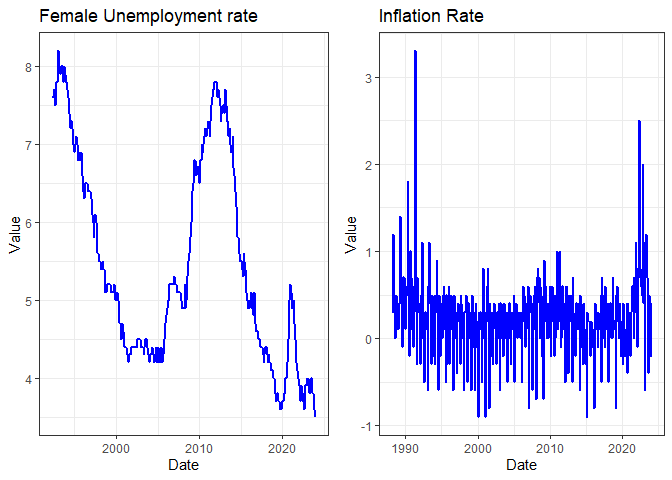 Female Unemployment rate
8
7
6
5
4
Value
2000
2010
2020
Date
Inflation Rate
3
2
1
0
-1
Value
1990
2000
2010
2020
Date